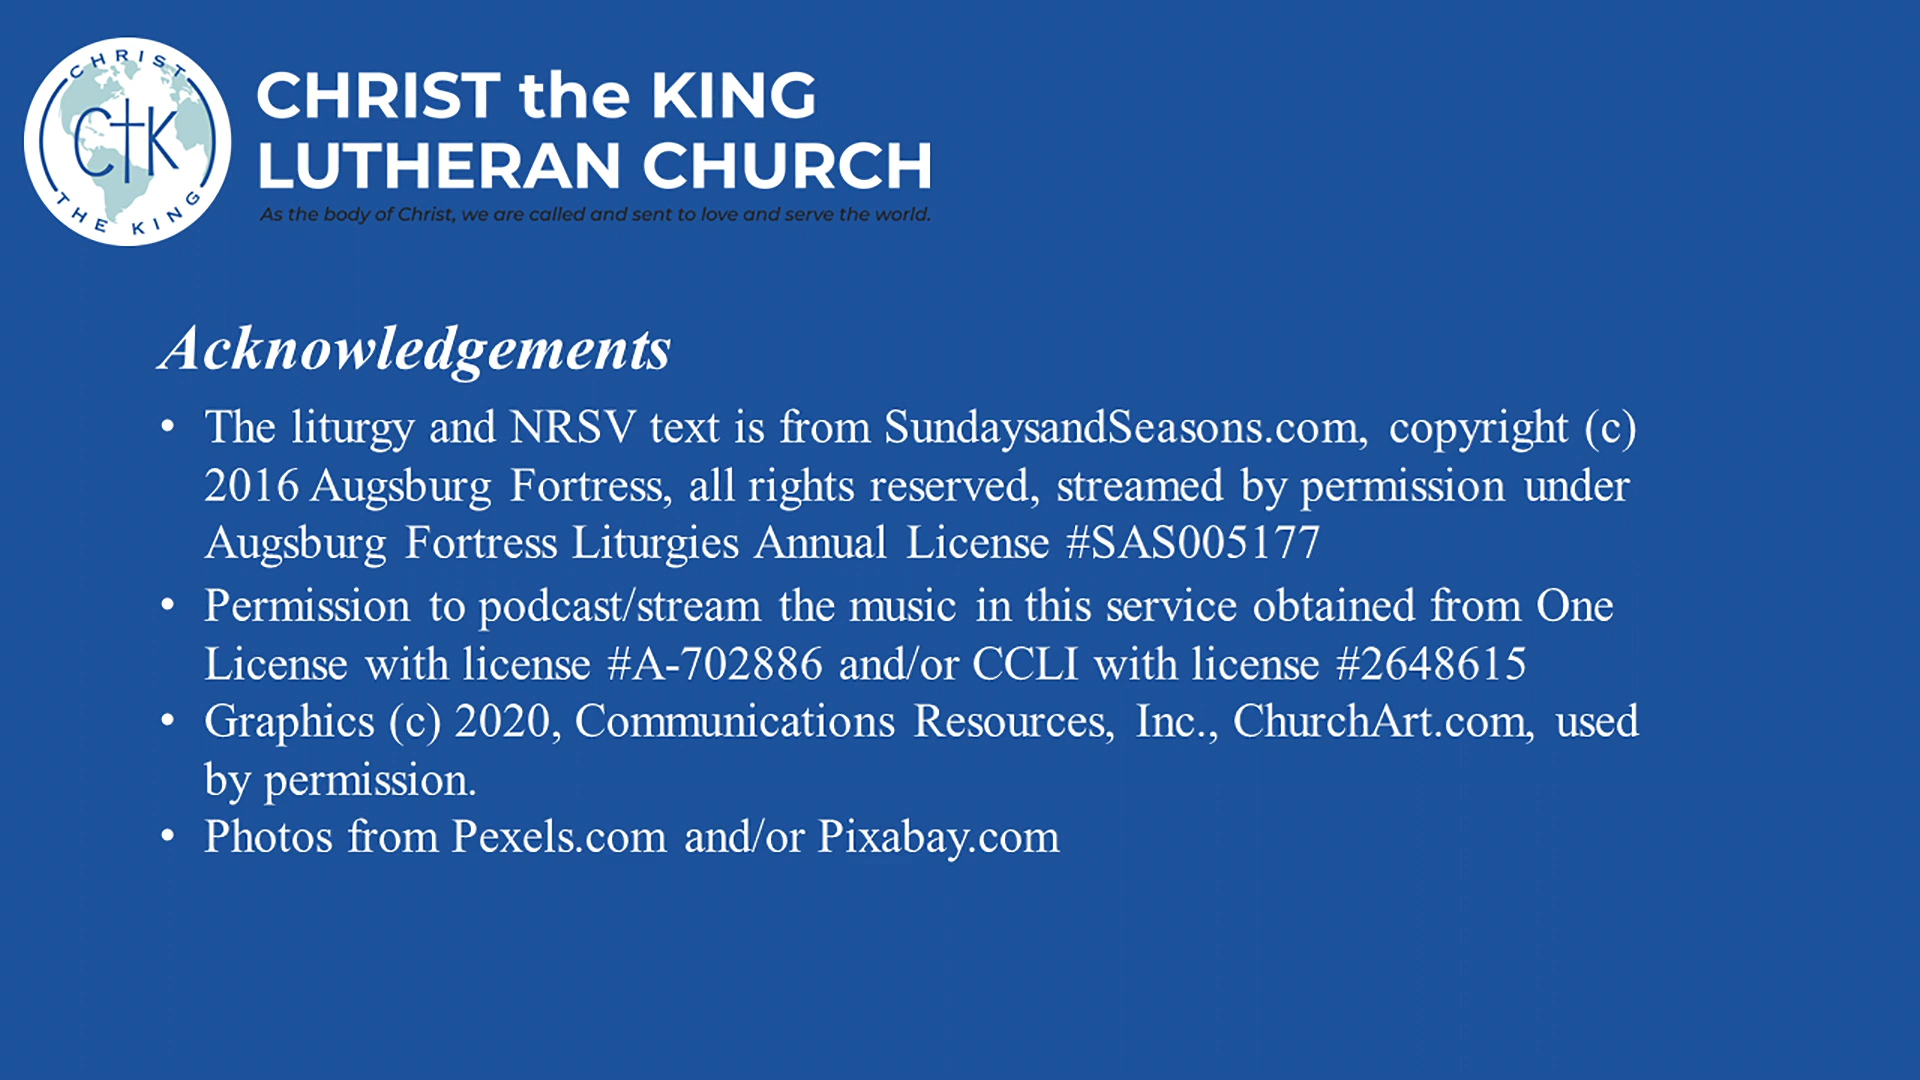 CHRIST
C†K
THE KING
CHRIST the KING
LUTHERAN CHURCH
As the body of Christ, we are called and sent to love and serve the world.
Acknowledgements
• The liturgy and NRSV text is from SundaysandSeasons.com, copyright (c)
2016 Augsburg Fortress, all rights reserved, streamed by permission under
Augsburg Fortress Liturgies Annual License #SAS005177
• Permission to podcast/stream the music in this service obtained from One
License with license #A-702886 and/or CCLI with license #2648615
• Graphics (c) 2020, Communications Resources, Inc., ChurchArt.com, used
by permission.
• Photos from Pexels.com and/or Pixabay.com